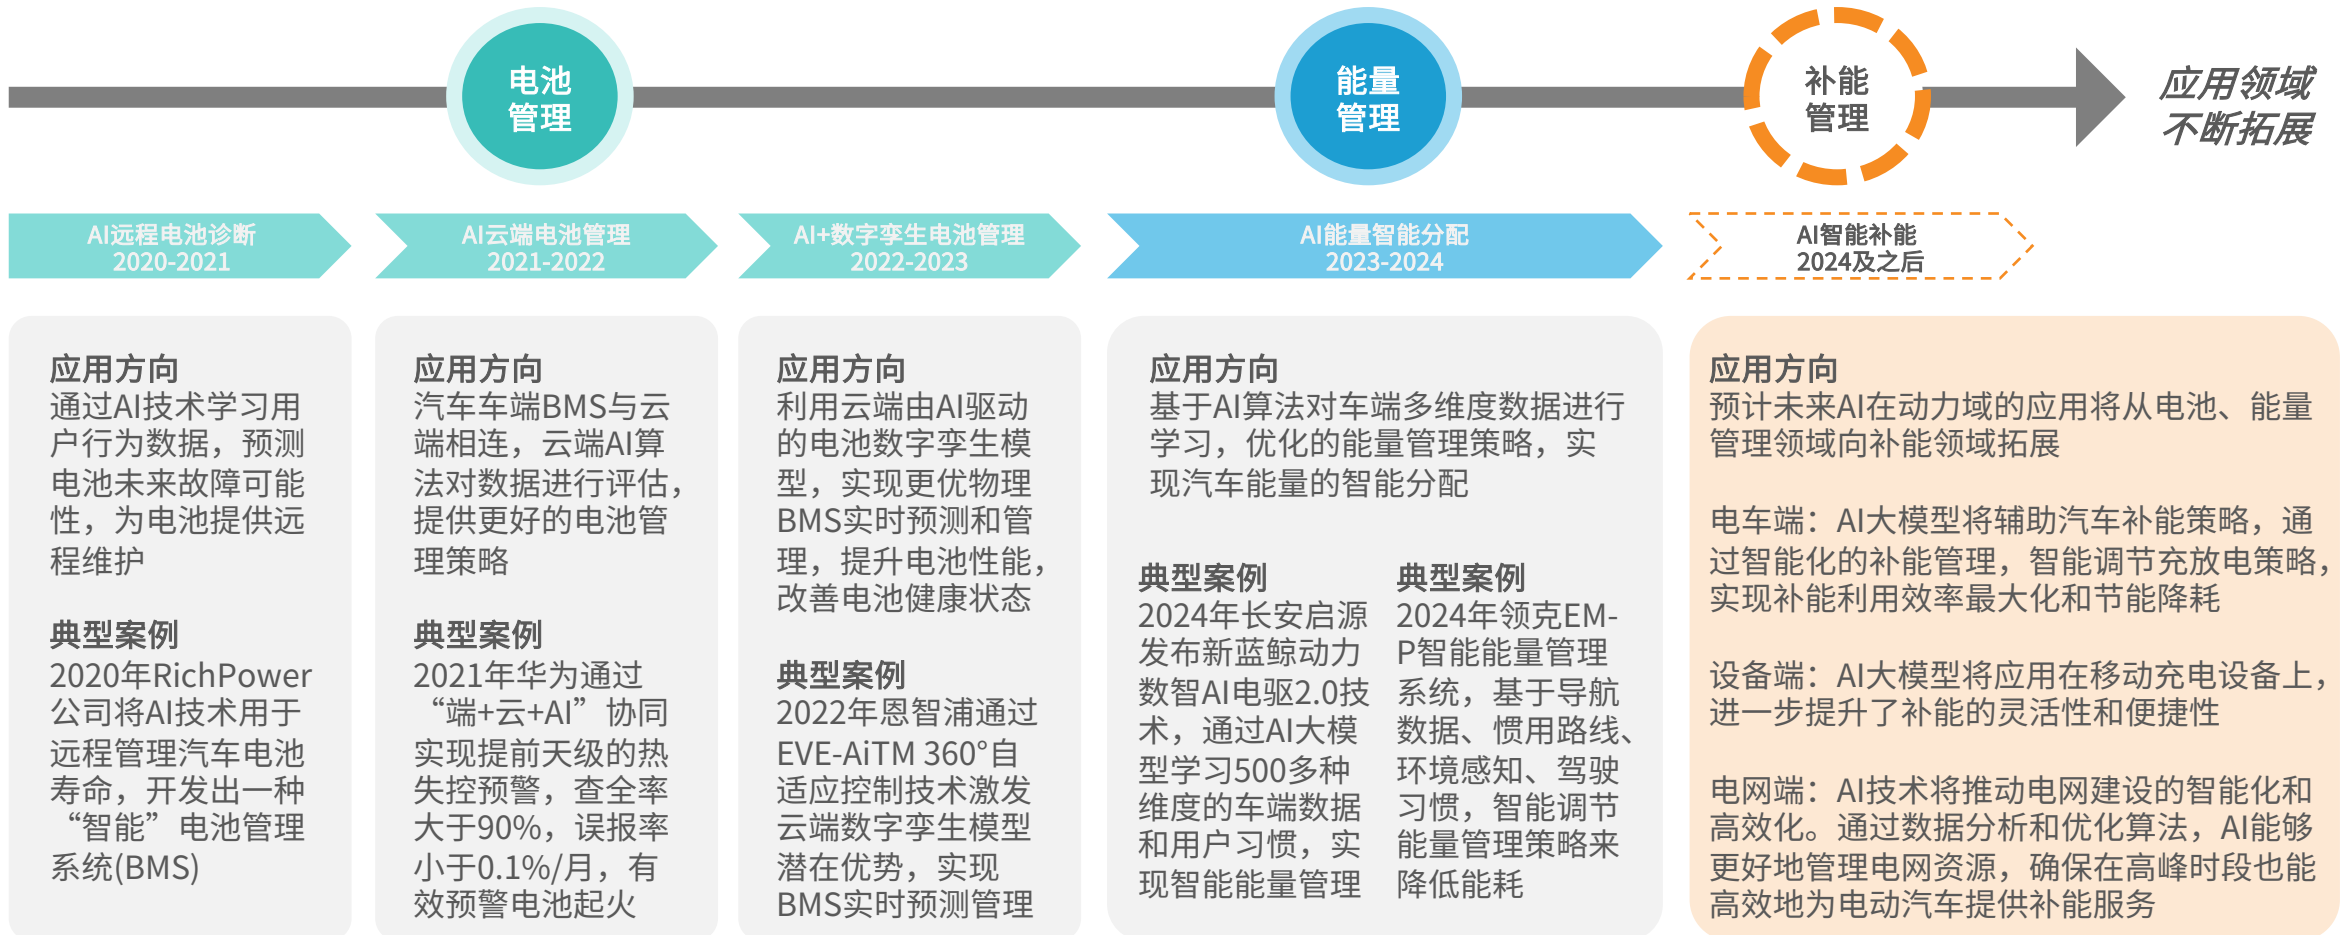 电池
管理
能量
管理
补能
管理
应用领域
不断拓展
AI远程电池诊断
2020-2021
AI云端电池管理
2021-2022
AI+数字孪生电池管理
2022-2023
AI能量智能分配
2023-2024
AI智能补能
2024及之后
应用方向
通过AI技术学习用
户行为数据，预测
电池未来故障可能
性，为电池提供远
程维护
典型案例
2020年RichPower
公司将AI技术用于
远程管理汽车电池
寿命，开发出一种
“智能”电池管理
系统(BMS)
应用方向
汽车车端BMS与云
端相连，云端AI算
法对数据进行评估，
提供更好的电池管
理策略
典型案例
2021年华为通过
“端+云+AI”协同
实现提前天级的热
失控预警，查全率
大于90%，误报率
小于0.1%/月，有
效预警电池起火
应用方向
利用云端由AI驱动
的电池数字孪生模
型，实现更优物理
BMS实时预测和管
理，提升电池性能，
改善电池健康状态
典型案例
2022年恩智浦通过
EVE-AiTM 360°自
适应控制技术激发
云端数字孪生模型
潜在优势，实现
BMS实时预测管理
应用方向
基于AI算法对车端多维度数据进行
学习，优化的能量管理策略，实
现汽车能量的智能分配
典型案例
2024年长安启源
发布新蓝鲸动力
数智AI电驱2.0技
术，通过AI大模
型学习500多种
维度的车端数据
和用户习惯，实
现智能能量管理
典型案例
2024年领克EM-
P智能能量管理
系统，基于导航
数据、惯用路线、
环境感知、驾驶
习惯，智能调节
能量管理策略来
降低能耗
应用方向
预计未来AI在动力域的应用将从电池、能量
管理领域向补能领域拓展
电车端：AI大模型将辅助汽车补能策略，通
过智能化的补能管理，智能调节充放电策略，
实现补能利用效率最大化和节能降耗
设备端：AI大模型将应用在移动充电设备上，
进一步提升了补能的灵活性和便捷性
电网端：AI技术将推动电网建设的智能化和
高效化。通过数据分析和优化算法，AI能够
更好地管理电网资源，确保在高峰时段也能
高效地为电动汽车提供补能服务